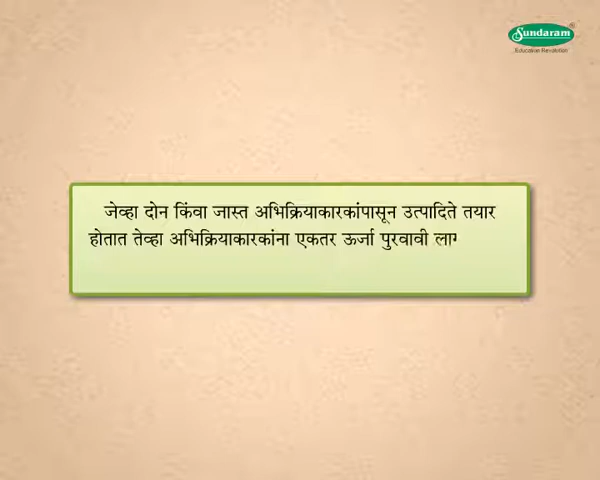 Sundaram
Education Revolution
जेव्हा दोन किंवा जास्त अभिक्रियाकारकांपासून उत्पादिते तयार
होतात तेव्हा अभिक्रियाकारकांना एकतर ऊर्जा पुरवावी